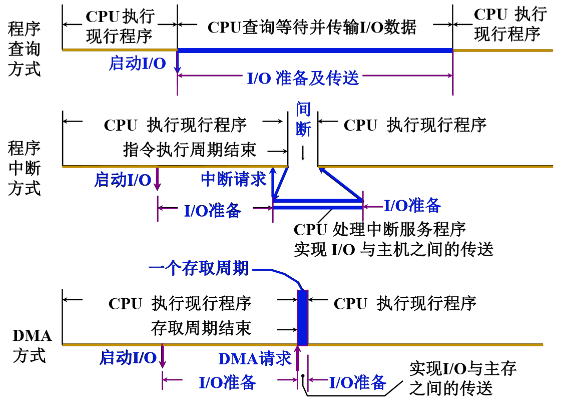 程序
查询
方式
CPU 执行
现行程序
CPU查询等待并传输I/O数据
CPU 执行
现行程序
启动I/O
I/O 准备及传送
程序
中断
方式
CPU 执行现行程序
间
断
CPU 执行现行程序
指令执行周期结束
启动I/O
中断请求
I/O准备
I/O准备
CPU 处理中断服务程序
实现 I/O 与主机之间的传送
DMA
方式
一个存取周期
CPU 执行现行程序
CPU 执行现行程序
存取周期结束
启动I/O
DMA请求
I/O准备
I/O准备
实现I/O与主存
之间的传送